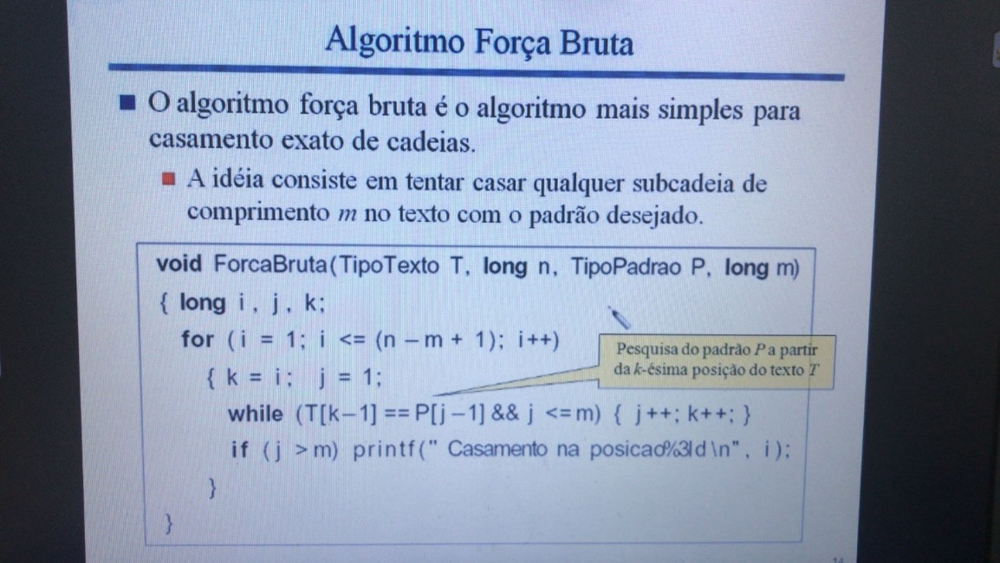 Algoritmo Força Bruta
O algoritmo força bruta é o algoritmo mais simples para
casamento exato de cadeias.
A idéia consiste em tentar casar qualquer subcadeia de
comprimento m no texto com o padrão desejado.
void ForcaBruta(TipoTexto T, long n, TipoPadrao P, long m)
{ long i, j, k;
for (i = 1; i <= (n - m + 1); i++)
{ k = i; j = 1;
Pesquisa do padrão P a partir
da k-ésima posição do texto T
while (T[k-1] == P[j-1] && j <= m) { j++; k++; }
if (j > m) printf(" Casamento na posicao%3ld\n", i);
}
}
14